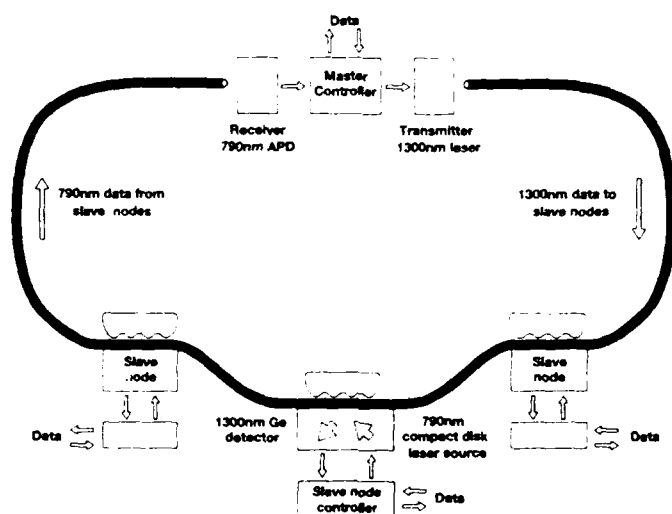 Data
Master
Controller
Receiver
790nm APD
Transmitter
1300nm laser
790nm data from
slave nodes
1300nm data to
slave nodes
Slave
node
Slave
node
Data
1300nm Ge
detector
790nm
compact disk
laser source
Data
Slave node
controller
Data